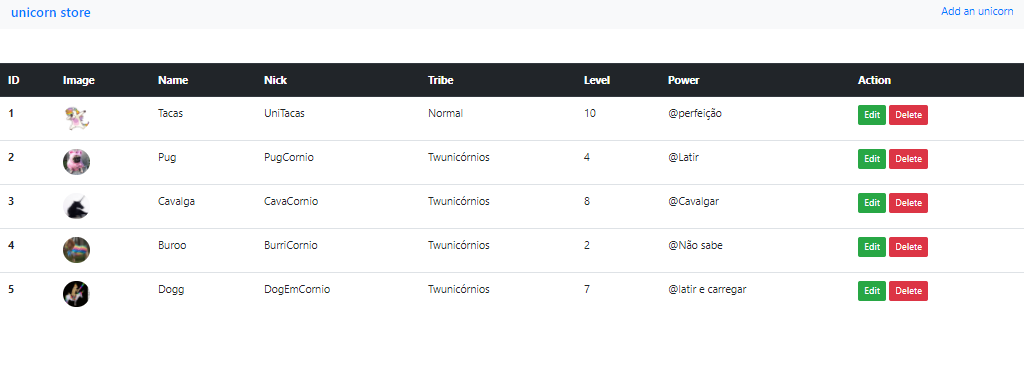 unicorn store Add an unicorn
ID Image Name Nick Tribe Level Power Action
1 Tacas UniTacas Normal 10 @perfeição Edit Delete
2 Pug PugCornio Twunicórnios 4 @Latir Edit Delete
3 Cavalga CavaCornio Twunicórnios 8 @Cavalgar Edit Delete
4 Buroo BurriCornio Twunicórnios 2 @Não sabe Edit Delete
5 Dogg DogEmCornio Twunicórnios 7 @latir e carregar Edit Delete